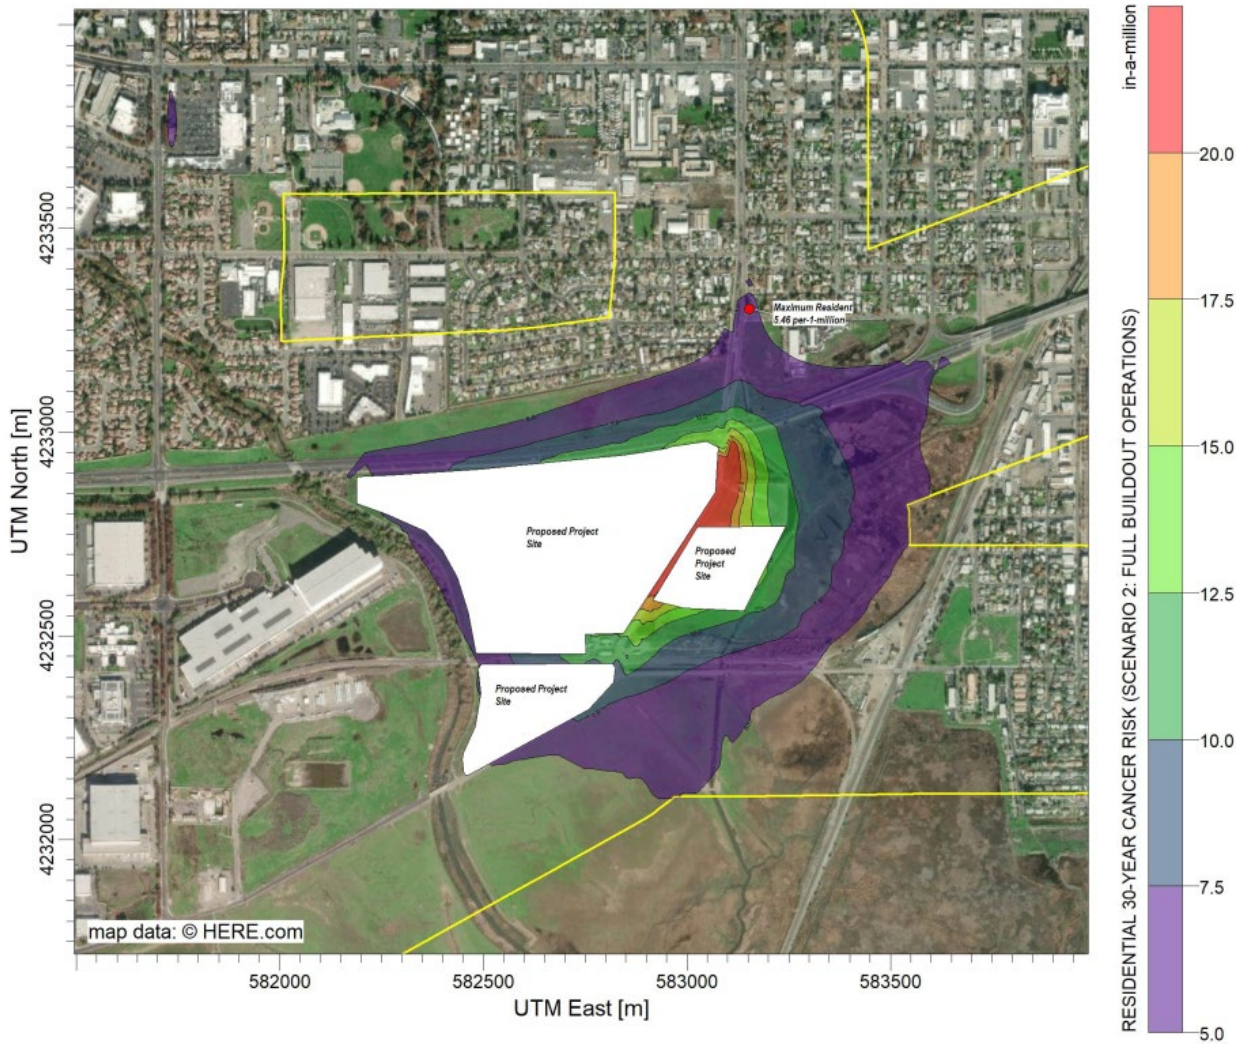 in-a-million
20.0
17.5
15.0
12.5
10.0
7.5
5.0
RESIDENTIAL 30-YEAR CANCER RISK (SCENARIO 2: FULL BUILDOUT OPERATIONS)
4233500
4233000
4232500
4232000
UTM North [m]
Maximum Resident
5.46 per-1-million
Proposed Project
Site
Proposed
Project
Site
Proposed Project
Site
map data: © HERE.com
582000
582500
583000
583500
UTM East [m]